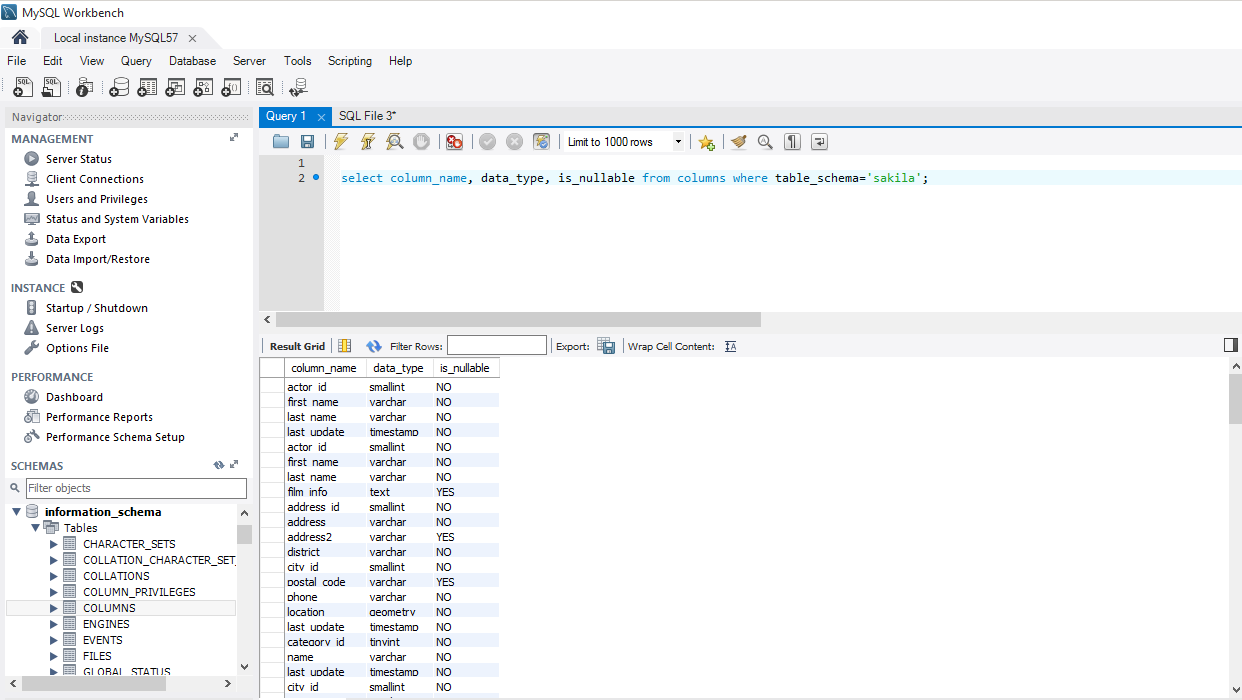 MySQL Workbench
Local instance MySQL57
File Edit View Query Database Server Tools Scripting Help
Navigator
MANAGEMENT
Server Status
Client Connections
Users and Privileges
Status and System Variables
Data Export
Data Import/Restore
INSTANCE
Startup / Shutdown
Server Logs
Options File
PERFORMANCE
Dashboard
Performance Reports
Performance Schema Setup
SCHEMAS
Filter objects
information_schema
Tables
CHARACTER_SETS
COLLATION_CHARACTER_SET_
COLLATIONS
COLUMN_PRIVILEGES
COLUMNS
ENGINES
EVENTS
FILES
GLOBAL_STATUS
Query 1 SQL File 3*
Limit to 1000 rows
1
2 select column_name, data_type, is_nullable from columns where table_schema='sakila';
Result Grid Filter Rows: Export: Wrap Cell Content:
column_name data_type is_nullable
actor_id smallint NO
first_name varchar NO
last_name varchar NO
last_update timestamp NO
actor_id smallint NO
first_name varchar NO
last_name varchar NO
film_info text YES
address_id smallint NO
address varchar NO
address2 varchar YES
district varchar NO
city_id smallint NO
postal_code varchar YES
phone varchar NO
location geometry NO
last_update timestamp NO
category_id tinyint NO
name varchar NO
last_update timestamp NO
city_id smallint NO